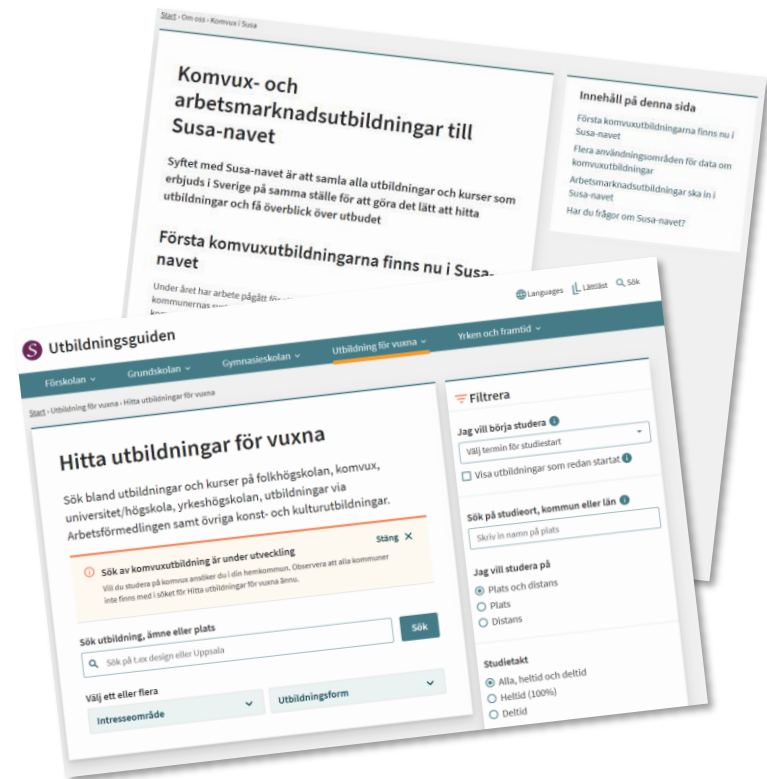 Start › Om oss › Komvux i Susa
Komvux- och
arbetsmarknadsutbildningar till
Susa-navet
Syftet med Susa-navet är att samla alla utbildningar och kurser som
erbjuds i Sverige på samma ställe för att göra det lätt att hitta
utbildningar och få överblick över utbudet
Första komvuxutbildningarna finns nu i Susa-
navet
Under året har arbete pågått för
kommunernas
Innehåll på denna sida
Första komvuxutbildningarna finns nu i
Susa-navet
Flera användningsområden för data om
komvuxutbildningar
Arbetsmarknadsutbildningar ska in i
Susa-navet
Har du frågor om Susa-navet?
Languages Lättläst Sök
S Utbildningsguiden
Förskolan Grundskolan Gymnasieskolan Utbildning för vuxna Yrken och framtid
Start › Utbildning för vuxna › Hitta utbildningar för vuxna
Hitta utbildningar för vuxna
Sök bland utbildningar och kurser på folkhögskolan, komvux,
universitet/högskola, yrkeshögskolan, utbildningar via
Arbetsförmedlingen samt övriga konst- och kulturutbildningar.
Sök av komvuxutbildning är under utveckling Stäng X
Vill du studera på komvux ansöker du i din hemkommun. Observera att alla kommuner
inte finns med i söket för Hitta utbildningar för vuxna ännu.
Sök utbildning, ämne eller plats
Sök på t.ex design eller Uppsala Sök
Välj ett eller flera
Intresseområde Utbildningsform
Filtrera
Jag vill börja studera
Välj termin för studiestart
Visa utbildningar som redan startat
Sök på studieort, kommun eller län
Skriv in namn på plats
Jag vill studera på
Plats och distans
Plats
Distans
Studietakt
Alla, heltid och deltid
Heltid (100%)
Deltid